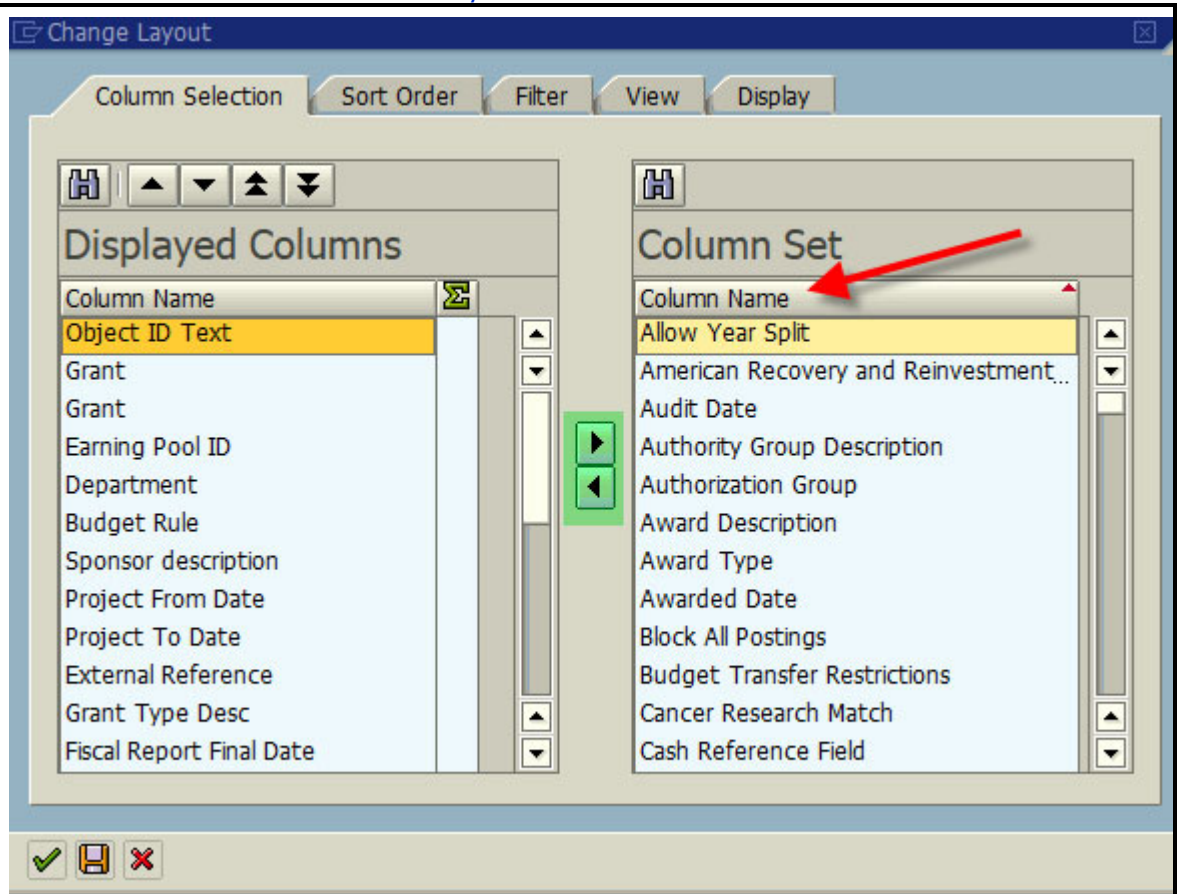 Change Layout
Column Selection
Sort Order
Filter
View
Display
Displayed Columns
Column Name
Object ID Text
Grant
Grant
Earning Pool ID
Department
Budget Rule
Sponsor description
Project From Date
Project To Date
External Reference
Grant Type Desc
Fiscal Report Final Date
Column Set
Column Name
Allow Year Split
American Recovery and Reinvestment...
Audit Date
Authority Group Description
Authorization Group
Award Description
Award Type
Awarded Date
Block All Postings
Budget Transfer Restrictions
Cancer Research Match
Cash Reference Field